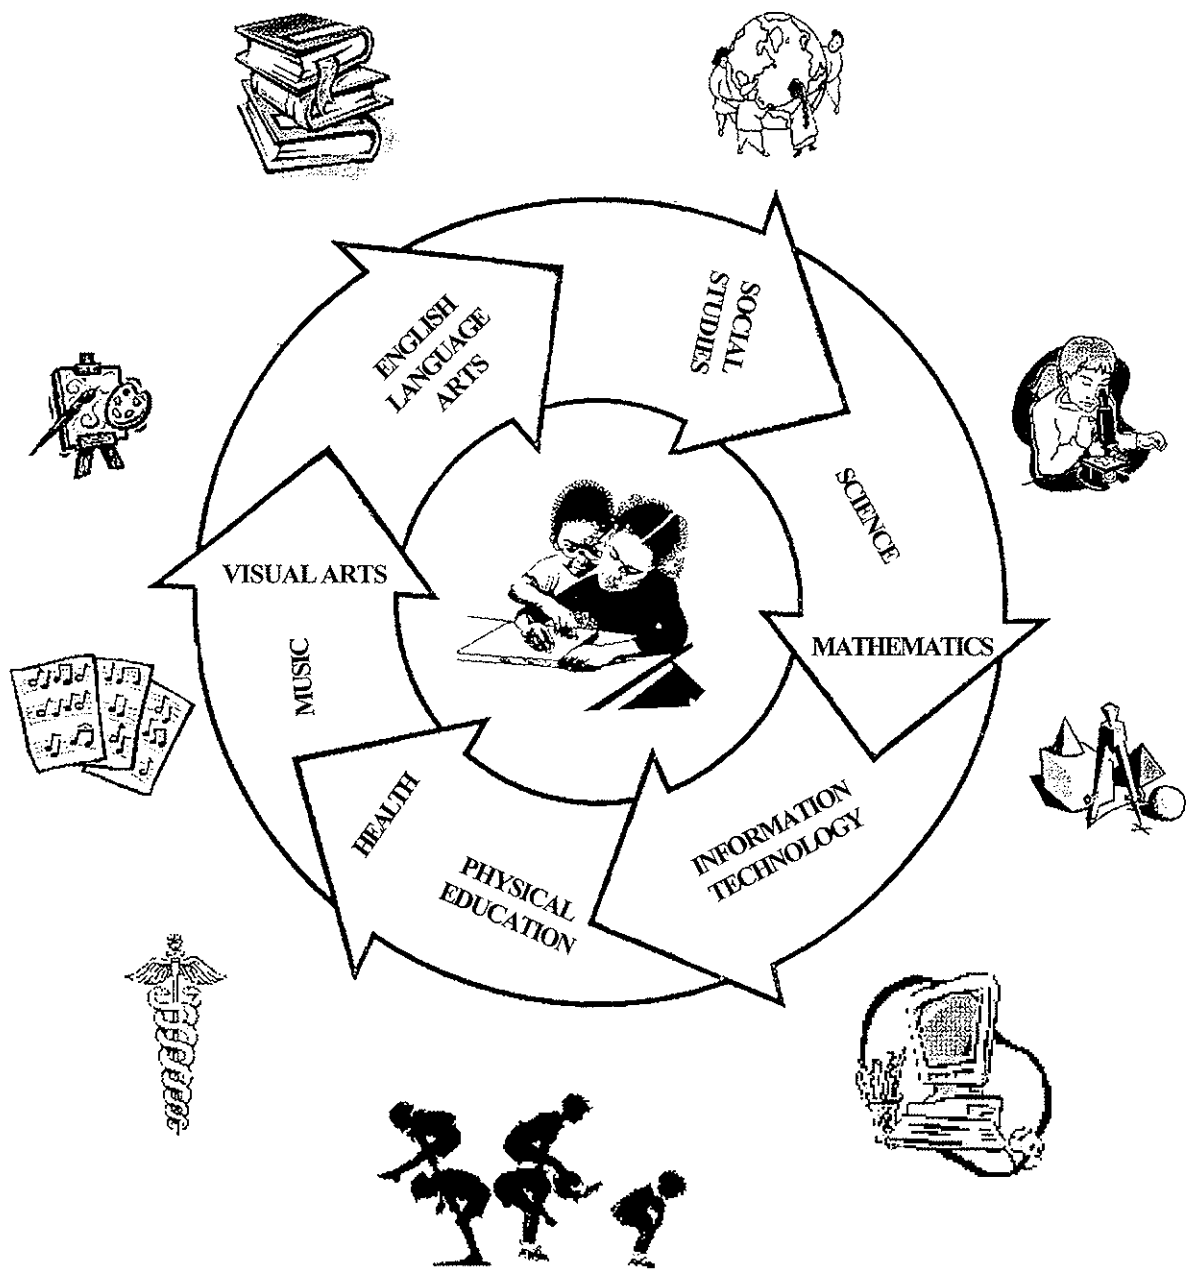 ENGLISH
LANGUAGE
ARTS
SOCIAL
STUDIES
SCIENCE
MATHEMATICS
INFORMATION
TECHNOLOGY
PHYSICAL
EDUCATION
HEALTH
MUSIC
VISUAL ARTS